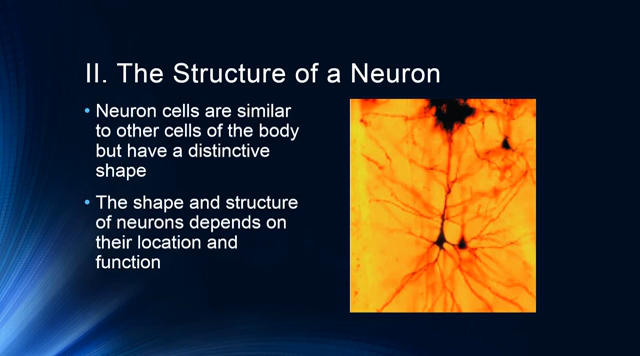 II. The Structure of a Neuron
• Neuron cells are similar
to other cells of the body
but have a distinctive
shape
• The shape and structure
of neurons depends on
their location and
function